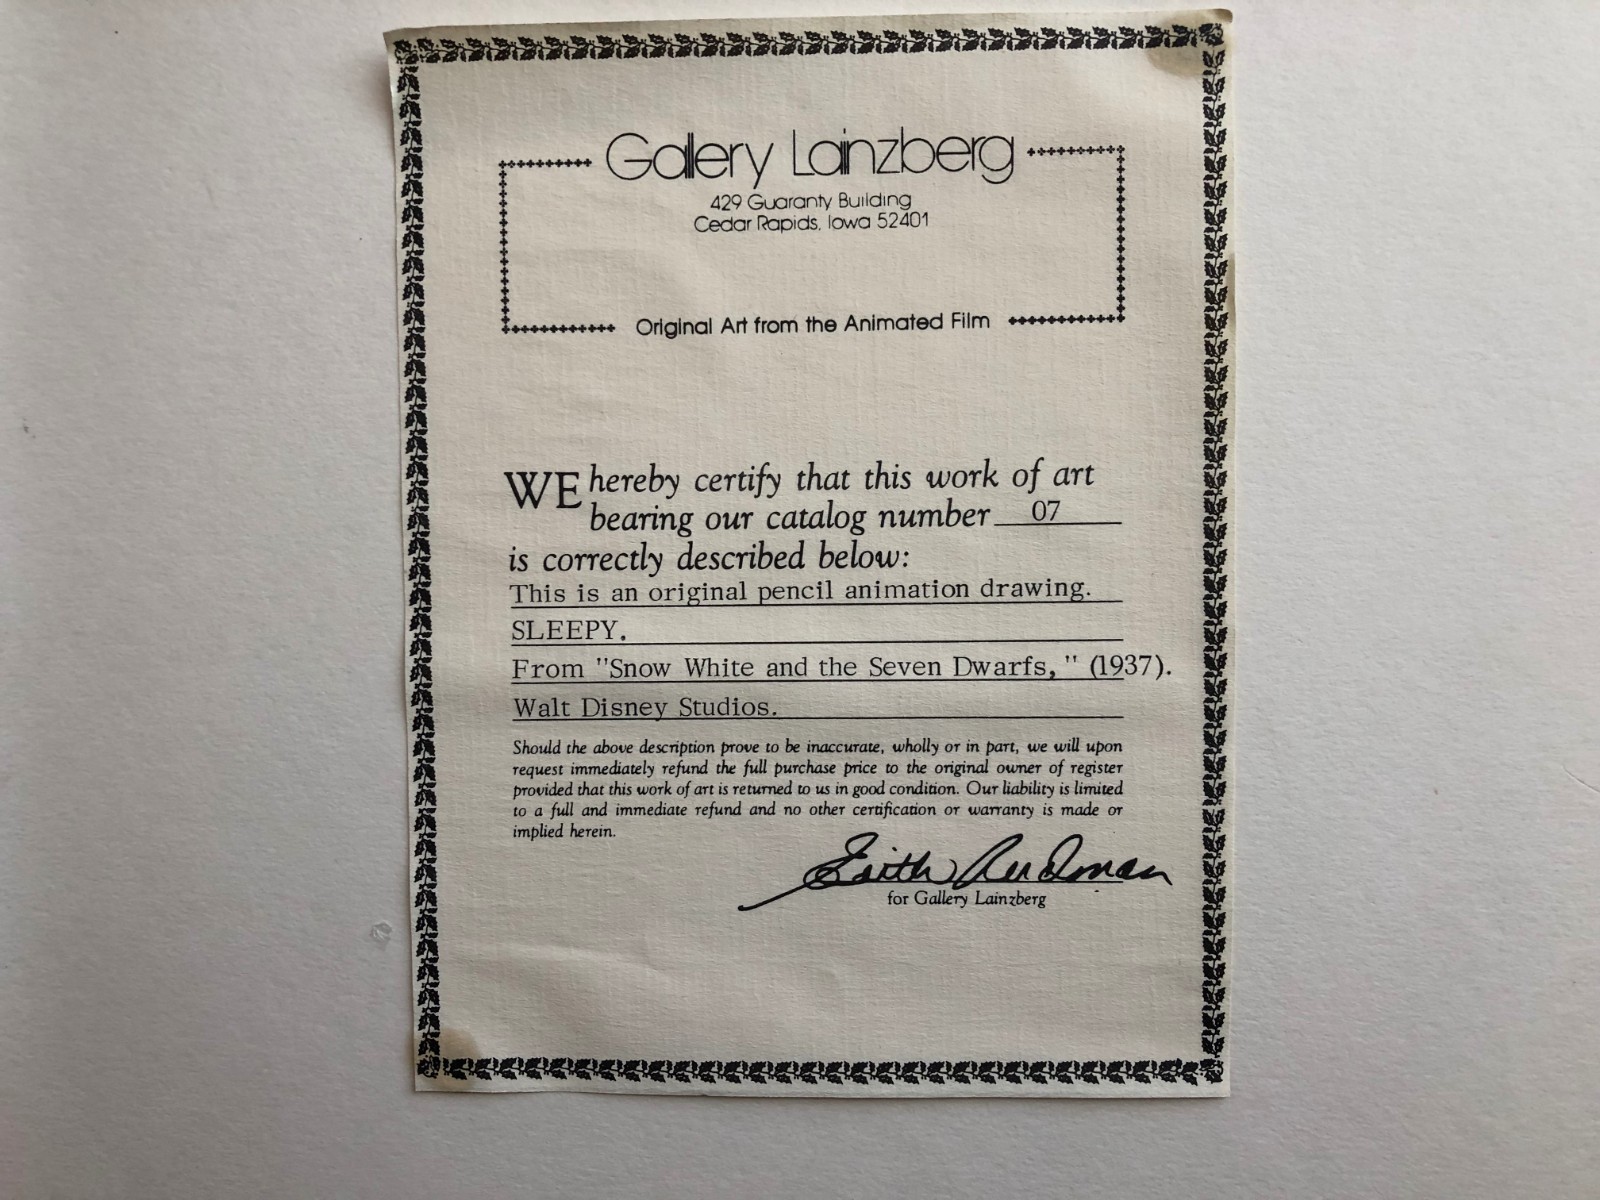 Gallery Lainzberg
429 Guaranty Building
Cedar Rapids, Iowa 52401
Original Art from the Animated Film
WE hereby certify that this work of art
bearing our catalog number 07
is correctly described below:
This is an original pencil animation drawing.
SLEEPY.
From "Snow White and the Seven Dwarfs," (1937).
Walt Disney Studios.
Should the above description prove to be inaccurate, wholly or in part, we will upon
request immediately refund the full purchase price to the original owner of register
provided that this work of art is returned to us in good condition. Our liability is limited
to a full and immediate refund and no other certification or warranty is made or
implied herein.
Edith Rudman
for Gallery Lainzberg